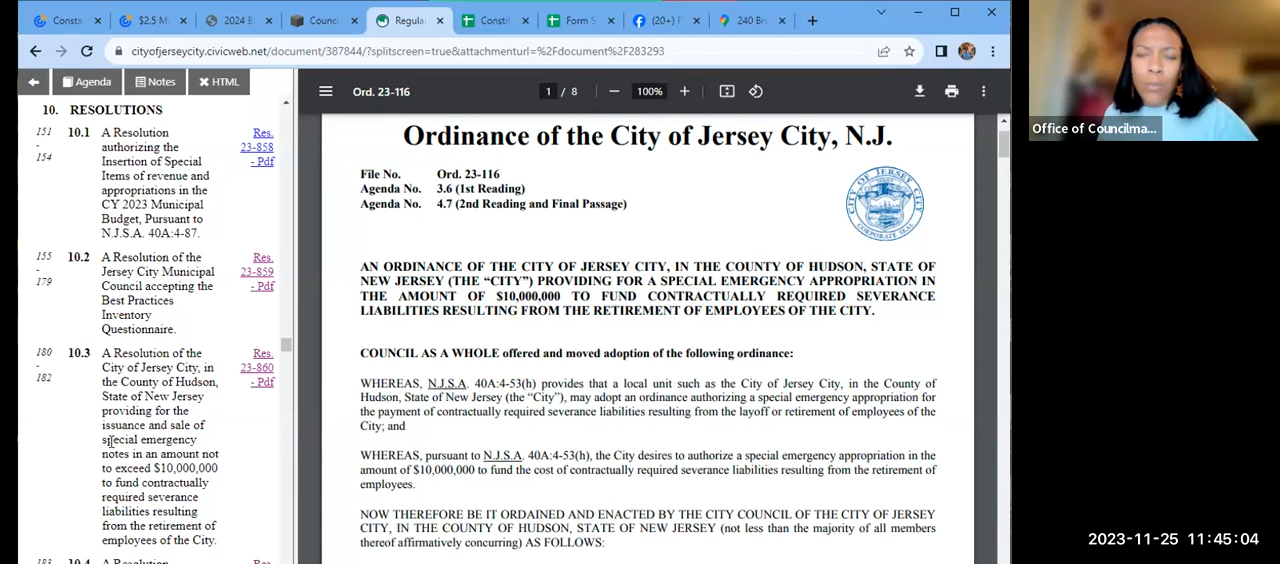 Consta
$2.5 M
2024 B
Counci
Regula
Constit
Form S
(20+) F
240 Br
cityofjerseycity.civicweb.net/document/387844/?splitscreen=true&attachmenturl=%2Fdocument%2F283293
Agenda
Notes
HTML
Ord. 23-116
1 / 8
100%
10. RESOLUTIONS
151
-
154
10.1
A Resolution
authorizing the
Insertion of Special
Items of revenue and
appropriations in the
CY 2023 Municipal
Budget, Pursuant to
N.J.S.A. 40A:4-87.
Res.
23-858
- Pdf
155
-
179
10.2
A Resolution of the
Jersey City Municipal
Council accepting the
Best Practices
Inventory
Questionnaire.
Res.
23-859
- Pdf
180
-
182
10.3
A Resolution of the
City of Jersey City, in
the County of Hudson,
State of New Jersey
providing for the
issuance and sale of
special emergency
notes in an amount not
to exceed $10,000,000
to fund contractually
required severance
liabilities resulting
from the retirement of
employees of the City.
Res.
23-860
- Pdf
183
10.4
A Resolution
Res.
Ordinance of the City of Jersey City, N.J.
File No. Ord. 23-116
Agenda No. 3.6 (1st Reading)
Agenda No. 4.7 (2nd Reading and Final Passage)
CITY OF JERSEY CITY
CORPORATE SEAL
AN ORDINANCE OF THE CITY OF JERSEY CITY, IN THE COUNTY OF HUDSON, STATE OF
NEW JERSEY (THE “CITY”) PROVIDING FOR A SPECIAL EMERGENCY APPROPRIATION IN
THE AMOUNT OF $10,000,000 TO FUND CONTRACTUALLY REQUIRED SEVERANCE
LIABILITIES RESULTING FROM THE RETIREMENT OF EMPLOYEES OF THE CITY.
COUNCIL AS A WHOLE offered and moved adoption of the following ordinance:
WHEREAS, N.J.S.A. 40A:4-53(h) provides that a local unit such as the City of Jersey City, in the County of
Hudson, State of New Jersey (the “City”), may adopt an ordinance authorizing a special emergency appropriation for
the payment of contractually required severance liabilities resulting from the layoff or retirement of employees of the
City; and
WHEREAS, pursuant to N.J.S.A. 40A:4-53(h), the City desires to authorize a special emergency appropriation in the
amount of $10,000,000 to fund the cost of contractually required severance liabilities resulting from the retirement of
employees.
NOW THEREFORE BE IT ORDAINED AND ENACTED BY THE CITY COUNCIL OF THE CITY OF JERSEY
CITY, IN THE COUNTY OF HUDSON, STATE OF NEW JERSEY (not less than the majority of all members
thereof affirmatively concurring) AS FOLLOWS:
Office of Councilma...
2023-11-25 11:45:04